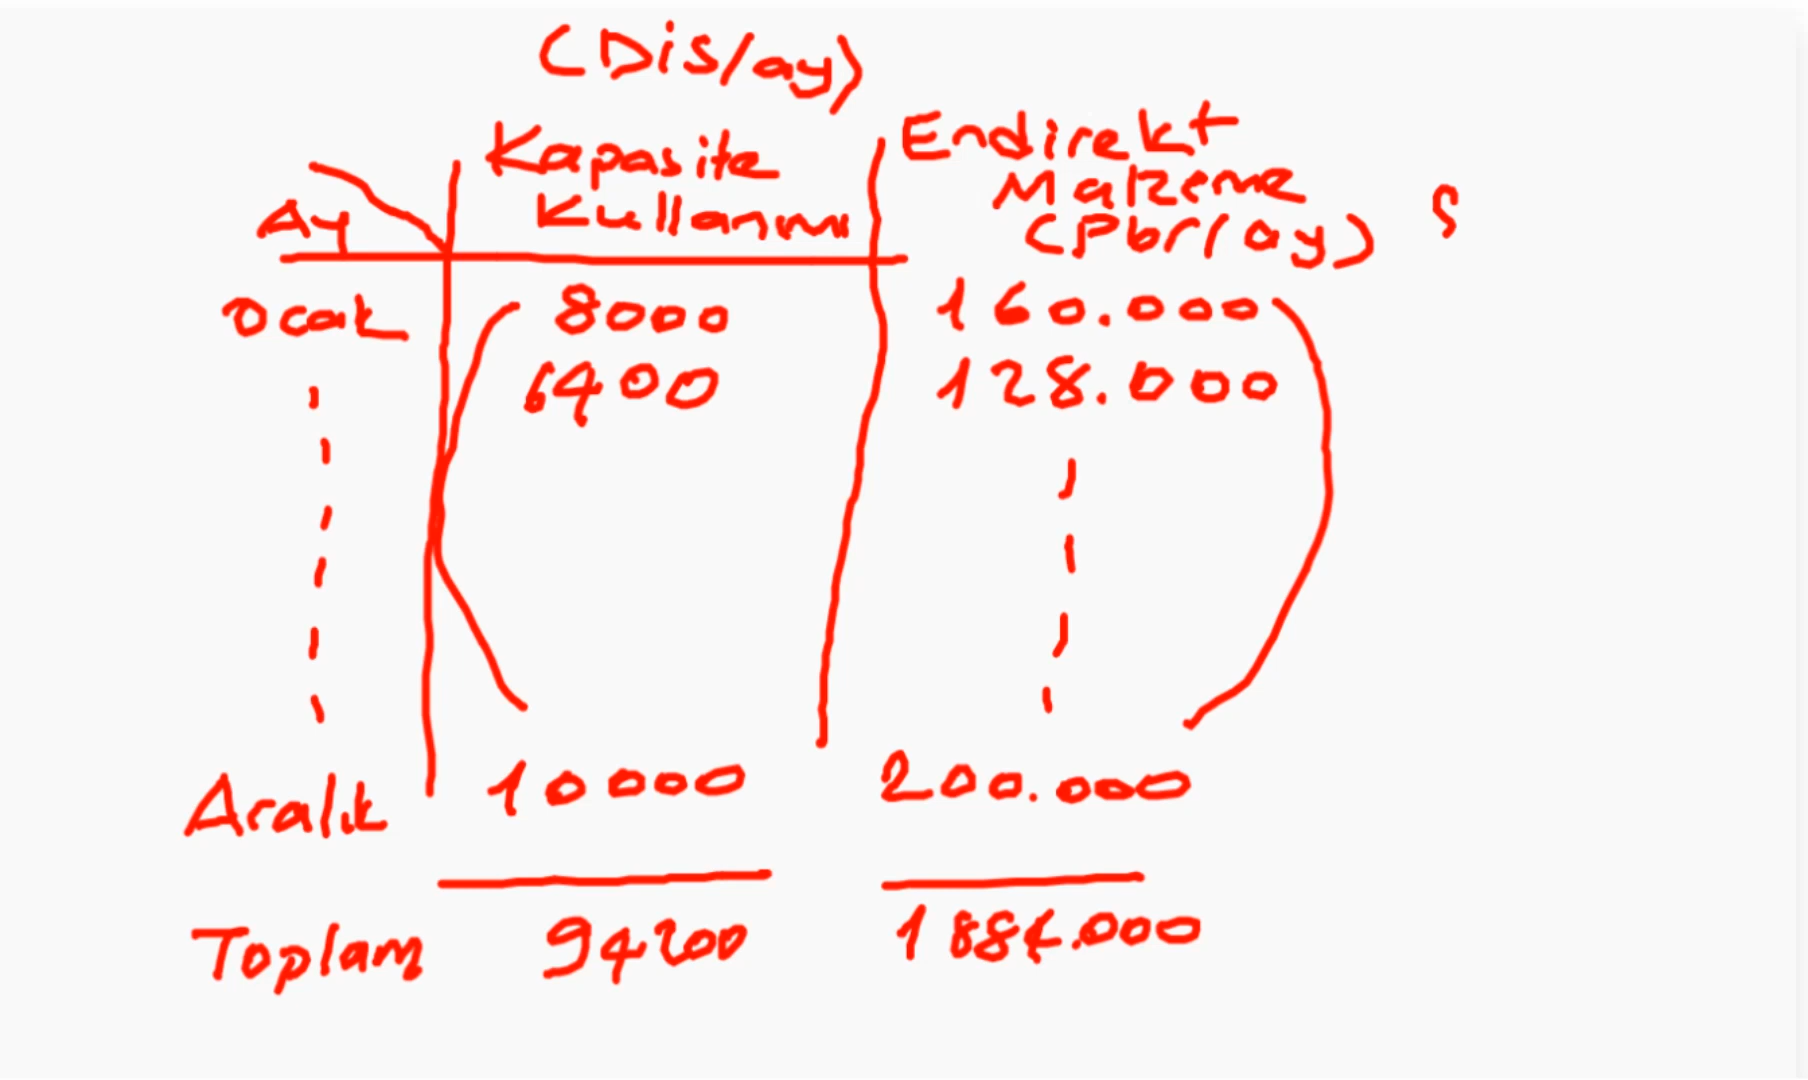 (Dis/ay)
Ay Kapasite Kullanımı Endirekt Malzeme (Pbr/ay)
Ocak 8000 160.000
6400 128.000
Aralık 10000 200.000
Toplam 94200 1884.000